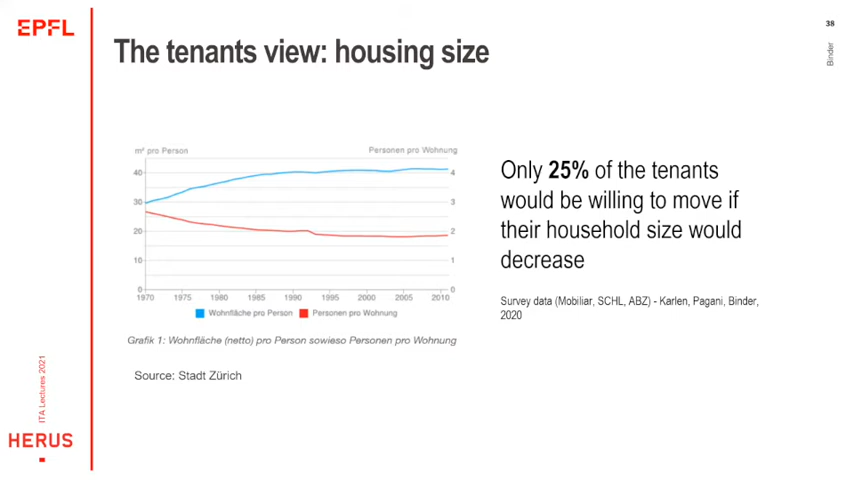 EPFL
38
Binder
The tenants view: housing size
m² pro Person
Personen pro Wohnung
40
4
30
3
20
2
10
1
0
0
1970 1975 1980 1985 1990 1995 2000 2005 2010
Wohnfläche pro Person
Personen pro Wohnung
Grafik 1: Wohnfläche (netto) pro Person sowieso Personen pro Wohnung
Source: Stadt Zürich
Only 25% of the tenants
would be willing to move if
their household size would
decrease
Survey data (Mobiliar, SCHL, ABZ) - Karlen, Pagani, Binder,
2020
ITA Lectures 2021
HERUS